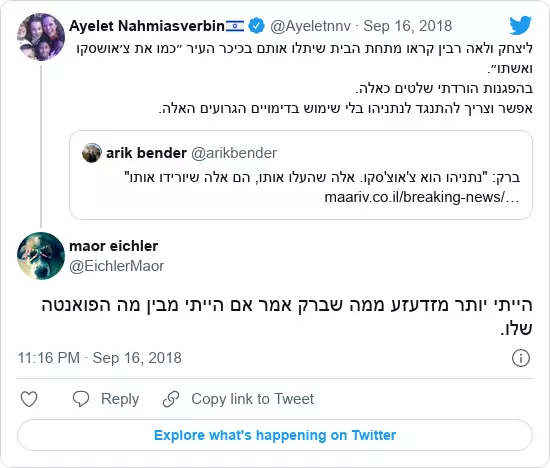 Ayelet Nahmiasverbin🇮🇱 @Ayeletnnv · Sep 16, 2018
ליצחק ולאה רבין קראו מתחת הבית שיתלו אותם בכיכר העיר ״כמו את צ׳אושסקו
ואשתו״.
בהפגנות הורדתי שלטים כאלה.
אפשר וצריך להתנגד לנתניהו בלי שימוש בדימויים הגרועים האלה.
arik bender @arikbender
ברק: "נתניהו הוא צ'אוצ'סקו. אלה שהעלו אותו, הם אלה שיורידו אותו"
maariv.co.il/breaking-news/…
maor eichler
@EichlerMaor
הייתי יותר מזדעזע ממה שברק אמר אם הייתי מבין מה הפואנטה
שלו.
11:16 PM · Sep 16, 2018
Reply Copy link to Tweet
Explore what's happening on Twitter